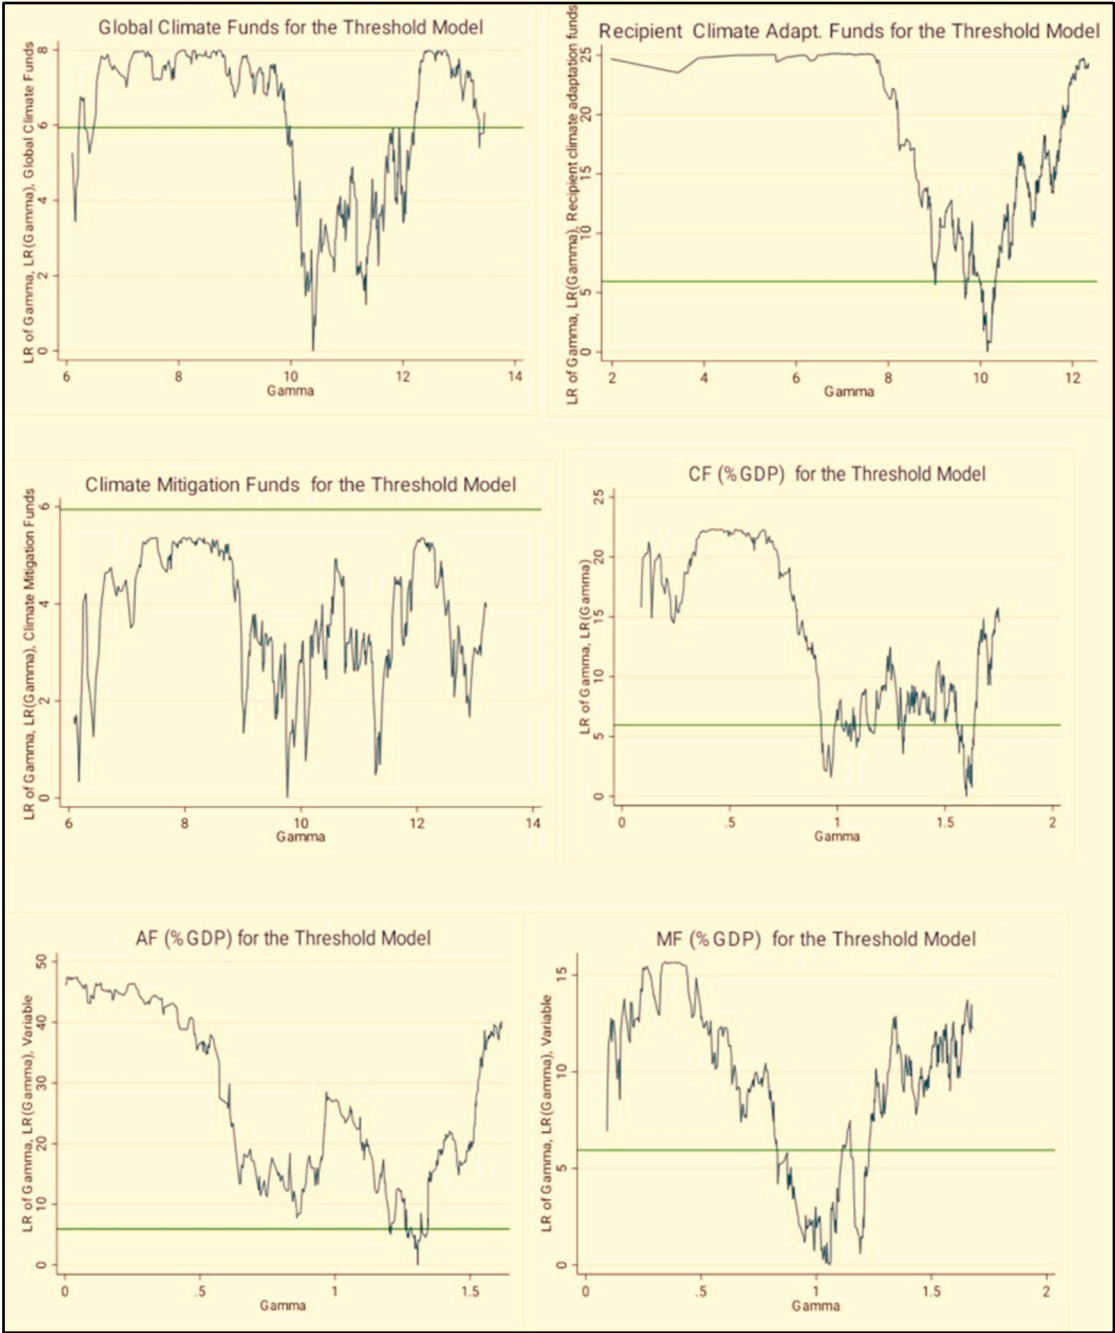 Global Climate Funds for the Threshold Model
LR of Gamma, LR(Gamma), Global Climate Funds
8
6
4
2
0
6 8 10 12 14
Gamma
Recipient Climate Adapt. Funds for the Threshold Model
LR of Gamma, LR(Gamma), Recipient climate adaptation funds
25
20
15
10
5
0
2 4 6 8 10 12
Gamma
Climate Mitigation Funds for the Threshold Model
LR of Gamma, LR(Gamma), Climate Mitigation Funds
6
4
2
0
6 8 10 12 14
Gamma
CF (%GDP) for the Threshold Model
LR of Gamma, LR(Gamma)
25
20
15
10
5
0
0 .5 1 1.5 2
Gamma
AF (%GDP) for the Threshold Model
LR of Gamma, LR(Gamma), Variable
50
40
30
20
10
0
0 .5 1 1.5
Gamma
MF (%GDP) for the Threshold Model
LR of Gamma, LR(Gamma), Variable
15
10
5
0
0 .5 1 1.5 2
Gamma